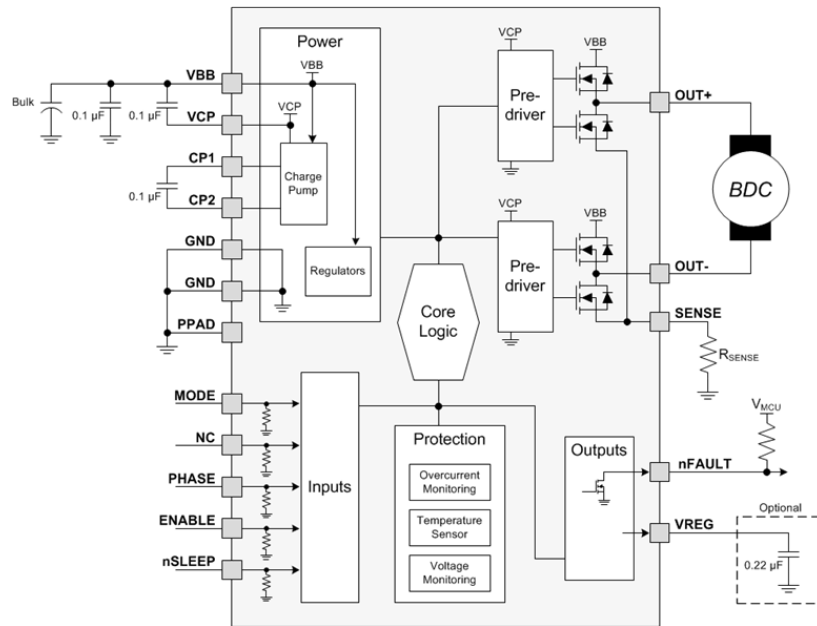 Power
VBB
VCP
Charge
Pump
Regulators
VBB
Bulk
0.1 µF
0.1 µF
VCP
CP1
0.1 µF
CP2
GND
GND
PPAD
VCP
Pre-
driver
VBB
OUT+
BDC
VCP
Pre-
driver
VBB
OUT-
SENSE
RSENSE
Core
Logic
MODE
NC
PHASE
ENABLE
nSLEEP
Inputs
Protection
Overcurrent
Monitoring
Temperature
Sensor
Voltage
Monitoring
Outputs
VMCU
nFAULT
VREG
Optional
0.22 µF